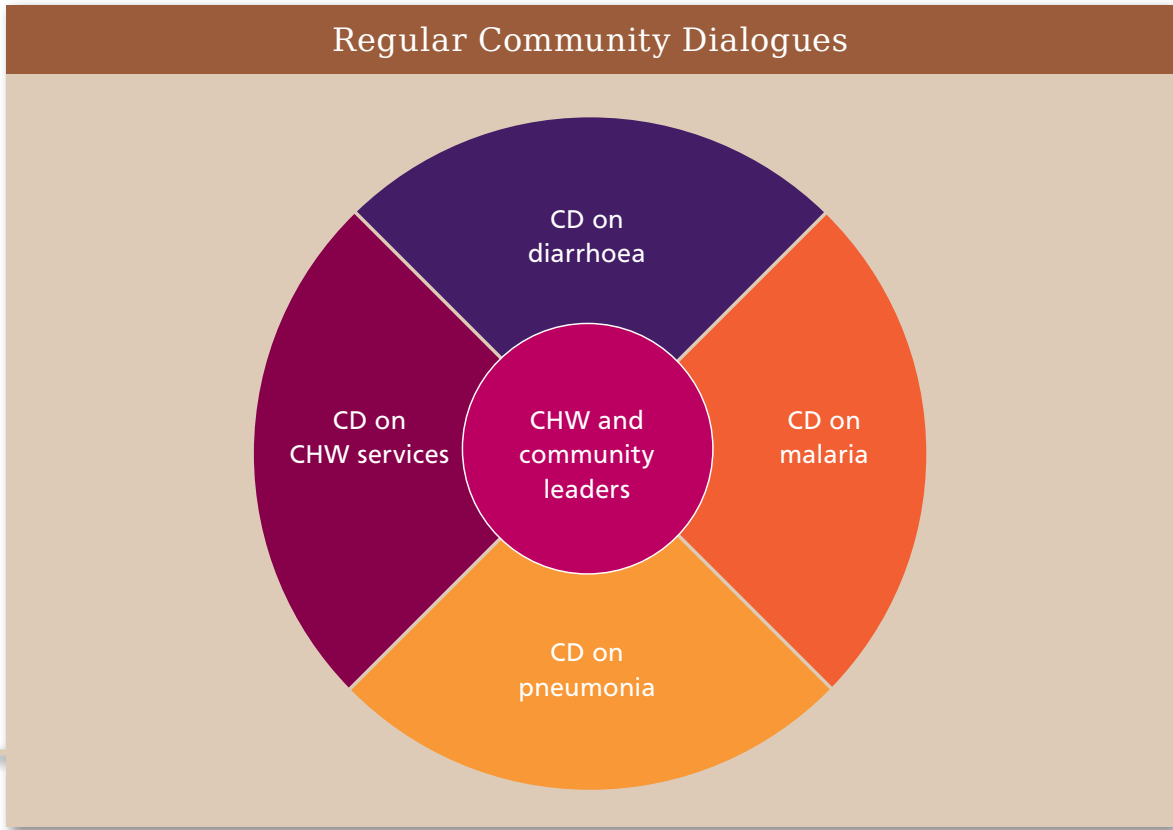 Regular Community Dialogues
CD on
diarrhoea
CD on
CHW services
CHW and
community
leaders
CD on
malaria
CD on
pneumonia